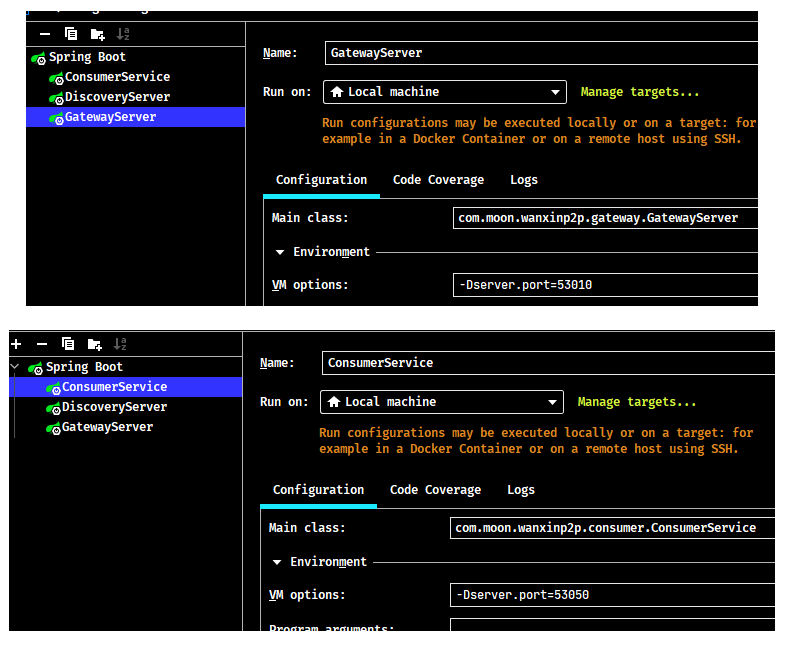 Spring Boot
ConsumerService
DiscoveryServer
GatewayServer
Name: GatewayServer
Run on: Local machine Manage targets...
Run configurations may be executed locally or on a target: for
example in a Docker Container or on a remote host using SSH.
Configuration Code Coverage Logs
Main class: com.moon.wanxinp2p.gateway.GatewayServer
Environment
VM options: -Dserver.port=53010
Spring Boot
ConsumerService
DiscoveryServer
GatewayServer
Name: ConsumerService
Run on: Local machine Manage targets...
Run configurations may be executed locally or on a target: for
example in a Docker Container or on a remote host using SSH.
Configuration Code Coverage Logs
Main class: com.moon.wanxinp2p.consumer.ConsumerService
Environment
VM options: -Dserver.port=53050
Program arguments: